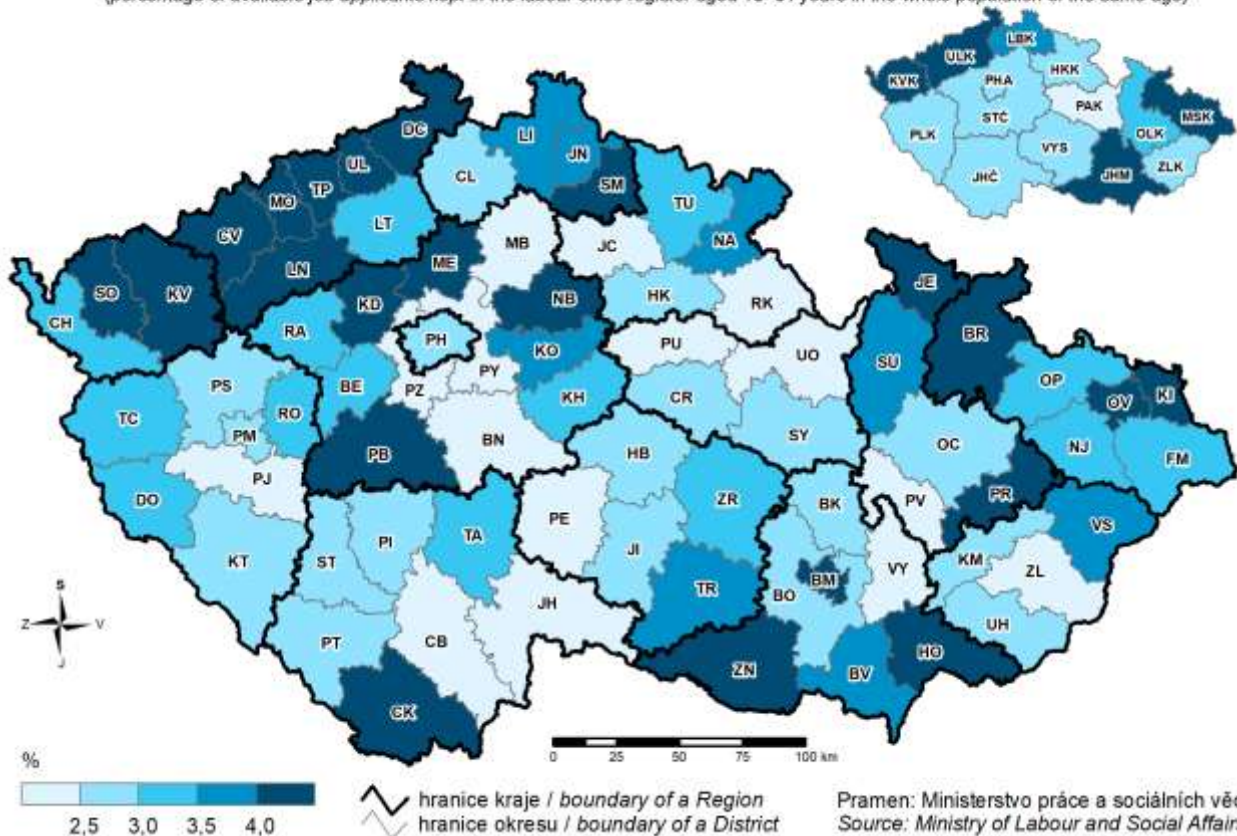 (percentage of available job applicants kept in the labour office register aged 15–64 years in the whole population of the same age)
ULK
LBK
KVK
PHA
HKK
PAK
MSK
PLK
STČ
OLK
VYS
ZLK
JHČ
JHM
DC
LI
JN
UL
CL
SM
TP
MO
TU
CV
LT
NA
MB
JC
LN
ME
SO
KV
NB
JE
KD
HK
RK
CH
RA
PH
BR
KO
PU
UO
SU
PS
BE
PZ
PY
OP
KI
OV
TC
RO
KH
CR
PM
BN
SY
OC
NJ
FM
PB
HB
PJ
DO
ZR
PV
PR
BK
VS
PE
TA
PI
KT
ST
JI
KM
TR
BM
VY
ZL
BO
JH
UH
PT
CB
HO
ZN
BV
CK
S
Z V
J
0 25 50 75 100 km
%
2,5 3,0 3,5 4,0
hranice kraje / boundary of a Region
hranice okresu / boundary of a District
Pramen: Ministerstvo práce a sociálních věc
Source: Ministry of Labour and Social Affair